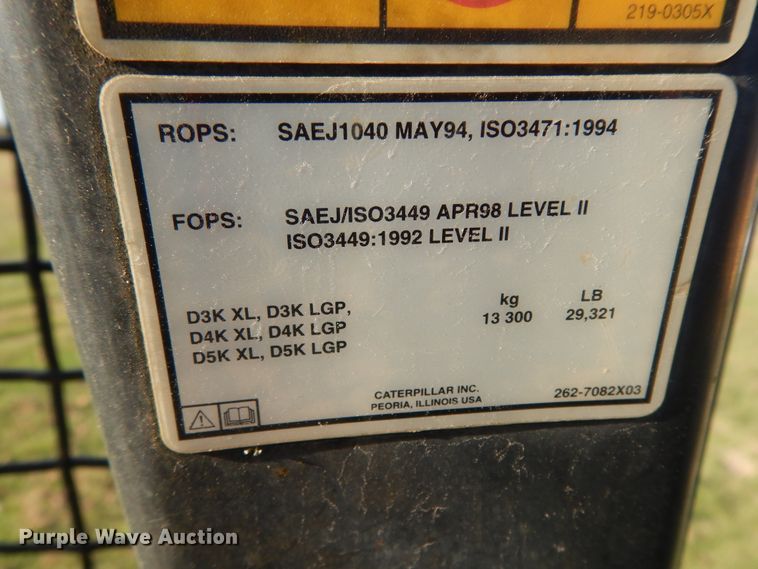 219-0305X
ROPS: SAEJ1040 MAY94, ISO3471:1994
FOPS: SAEJ/ISO3449 APR98 LEVEL II
ISO3449:1992 LEVEL II
kg LB
D3K XL, D3K LGP, 13 300 29,321
D4K XL, D4K LGP
D5K XL, D5K LGP
CATERPILLAR INC.
PEORIA, ILLINOIS USA
262-7082X03
Purple Wave Auction